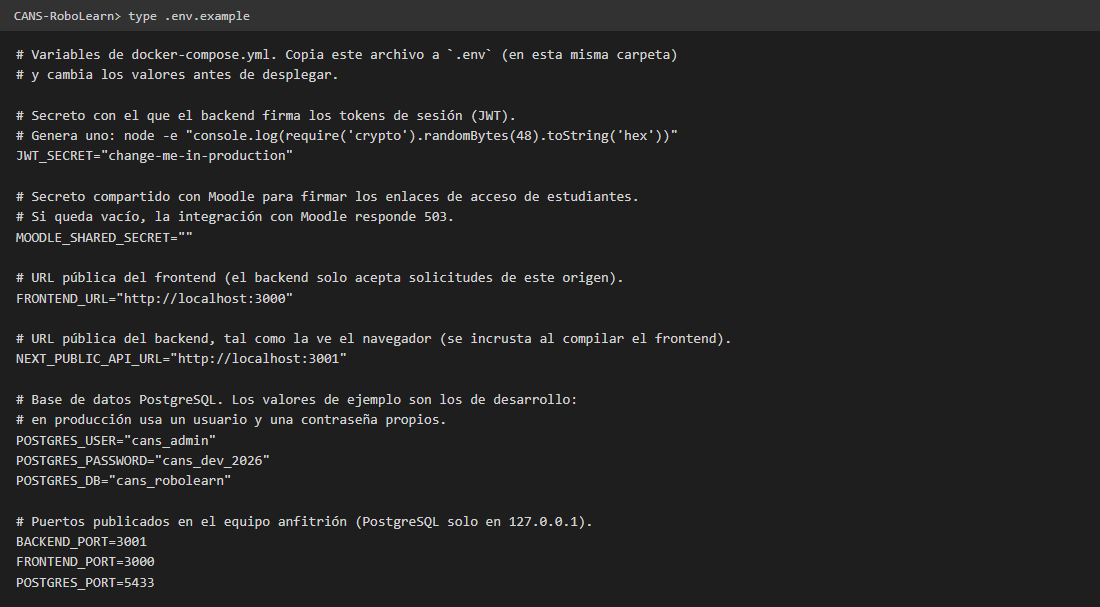 CANS-RoboLearn> type .env.example
# Variables de docker-compose.yml. Copia este archivo a `.env` (en esta misma carpeta)
# y cambia los valores antes de desplegar.
# Secreto con el que el backend firma los tokens de sesión (JWT).
# Genera uno: node -e "console.log(require('crypto').randomBytes(48).toString('hex'))"
JWT_SECRET="change-me-in-production"
# Secreto compartido con Moodle para firmar los enlaces de acceso de estudiantes.
# Si queda vacío, la integración con Moodle responde 503.
MOODLE_SHARED_SECRET=""
# URL pública del frontend (el backend solo acepta solicitudes de este origen).
FRONTEND_URL="http://localhost:3000"
# URL pública del backend, tal como la ve el navegador (se incrusta al compilar el frontend).
NEXT_PUBLIC_API_URL="http://localhost:3001"
# Base de datos PostgreSQL. Los valores de ejemplo son los de desarrollo:
# en producción usa un usuario y una contraseña propios.
POSTGRES_USER="cans_admin"
POSTGRES_PASSWORD="cans_dev_2026"
POSTGRES_DB="cans_robolearn"
# Puertos publicados en el equipo anfitrión (PostgreSQL solo en 127.0.0.1).
BACKEND_PORT=3001
FRONTEND_PORT=3000
POSTGRES_PORT=5433